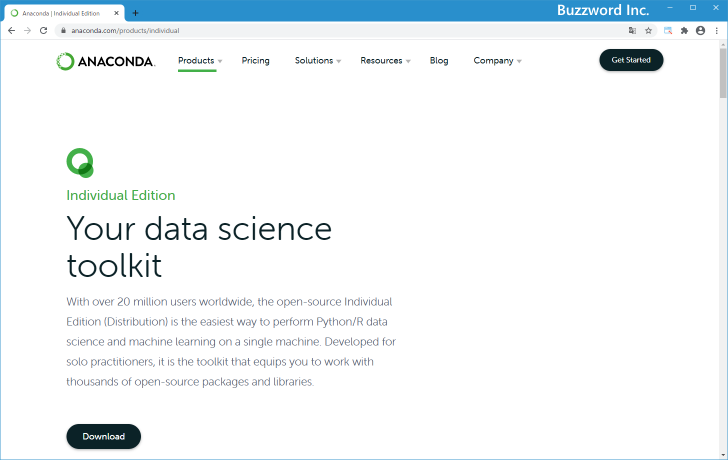 Buzzword Inc.
Anaconda | Individual Edition
anaconda.com/products/individual
ANACONDA.
Products
Pricing
Solutions
Resources
Blog
Company
Get Started
Individual Edition
Your data science
toolkit
With over 20 million users worldwide, the open-source Individual
Edition (Distribution) is the easiest way to perform Python/R data
science and machine learning on a single machine. Developed for
solo practitioners, it is the toolkit that equips you to work with
thousands of open-source packages and libraries.
Download